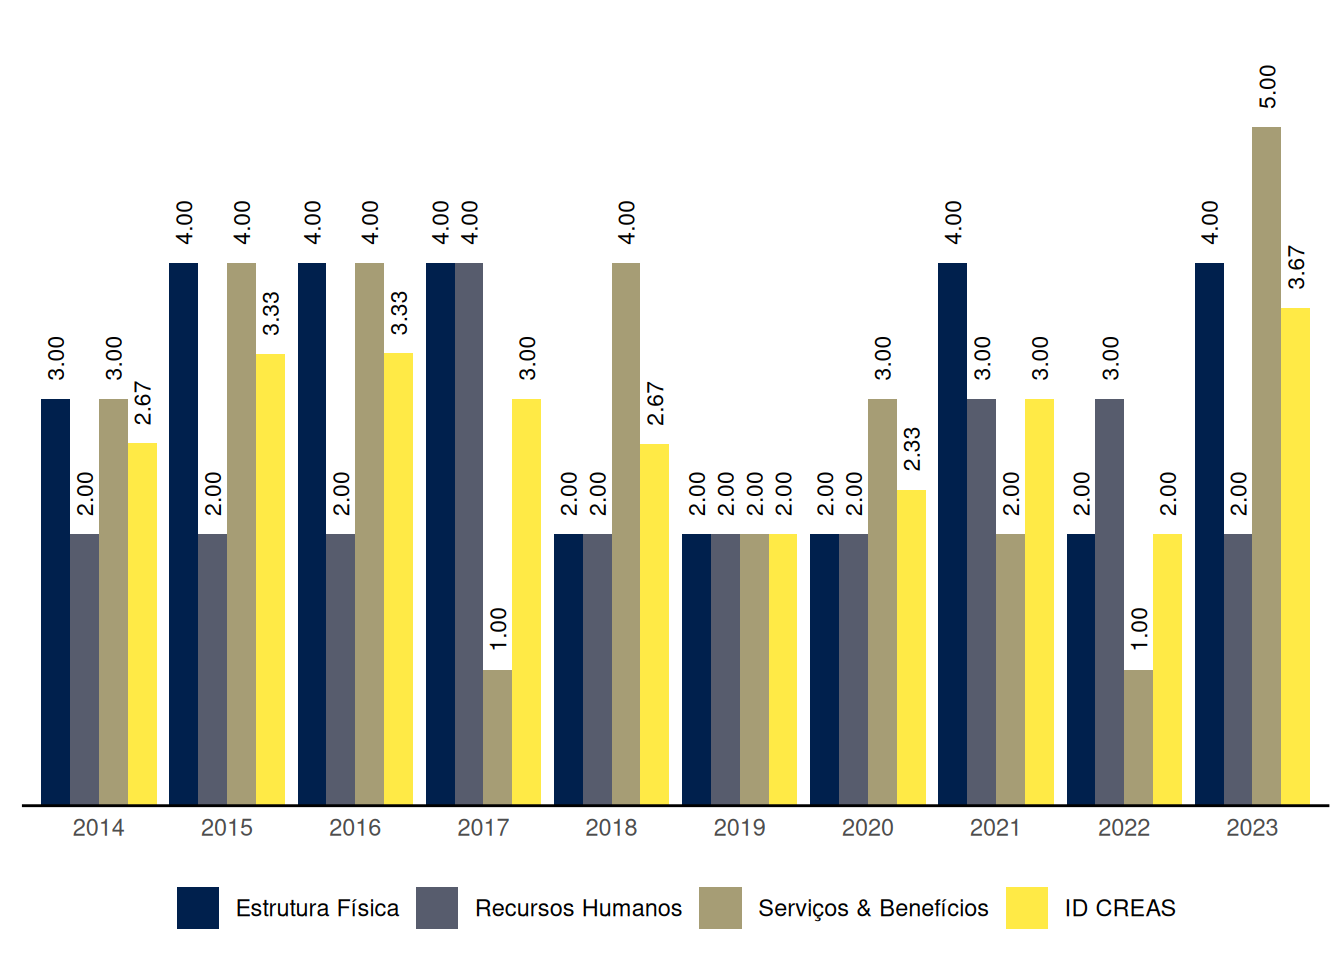 3.00 2.00 3.00 2.67
4.00 2.00 4.00 3.33
4.00 2.00 4.00 3.33
4.00 4.00 1.00 3.00
2.00 2.00 4.00 2.67
2.00 2.00 2.00 2.00
2.00 2.00 3.00 2.33
4.00 3.00 2.00 3.00
2.00 3.00 1.00 2.00
4.00 2.00 5.00 3.67
2014 2015 2016 2017 2018 2019 2020 2021 2022 2023
Estrutura Física Recursos Humanos Serviços & Benefícios ID CREAS